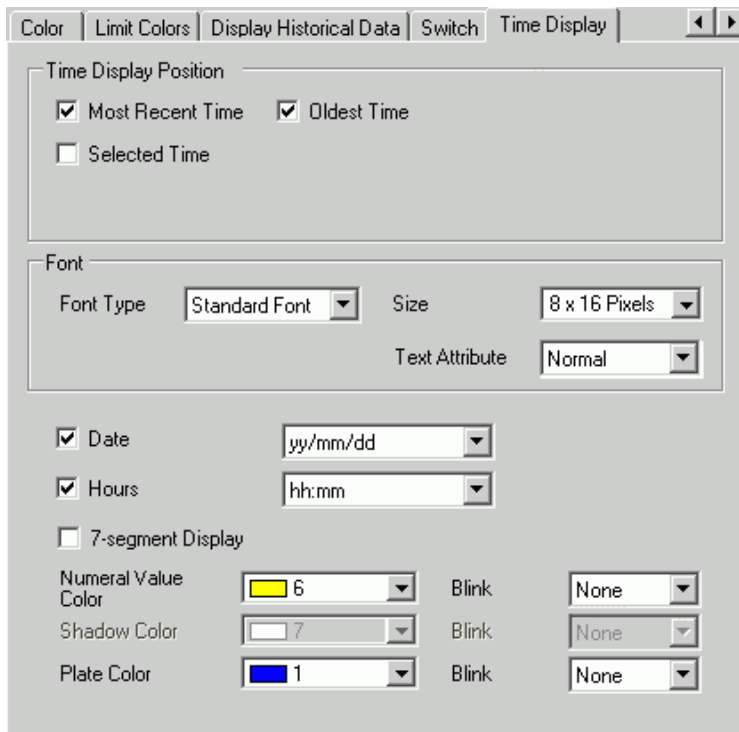 Color Limit Colors Display Historical Data Switch Time Display
Time Display Position
Most Recent Time Oldest Time
Selected Time
Font
Font Type Standard Font Size 8 x 16 Pixels
Text Attribute Normal
Date yy/mm/dd
Hours hh:mm
7-segment Display
Numeral Value
Color 6 Blink None
Shadow Color 7 Blink None
Plate Color 1 Blink None